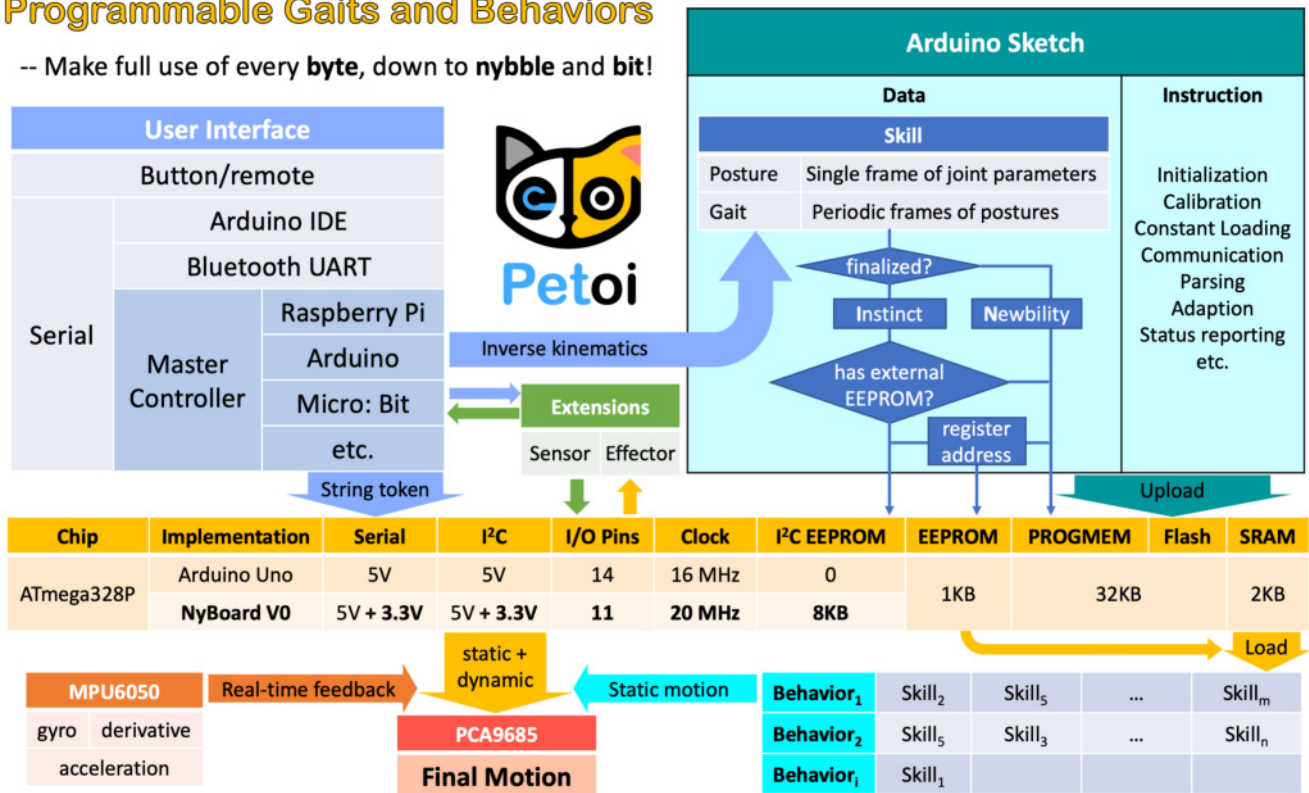 Programmable Gaits and Behaviors
-- Make full use of every byte, down to nybble and bit!
User Interface
Button/remote
Serial
Arduino IDE
Bluetooth UART
Master
Controller
Raspberry Pi
Arduino
Micro: Bit
etc.
Petoi
Inverse kinematics
Extensions
Sensor Effector
String token
Arduino Sketch
Data
Skill
Posture Single frame of joint parameters
Gait Periodic frames of postures
finalized?
Instinct Newbility
has external
EEPROM?
register
address
Instruction
Initialization
Calibration
Constant Loading
Communication
Parsing
Adaption
Status reporting
etc.
Upload
Chip Implementation Serial I²C I/O Pins Clock I²C EEPROM EEPROM PROGMEM Flash SRAM
ATmega328P
Arduino Uno 5V 5V 14 16 MHz 0
NyBoard V0 5V + 3.3V 5V + 3.3V 11 20 MHz 8KB
1KB 32KB 2KB
static +
dynamic
Load
MPU6050
gyro derivative
acceleration
Real-time feedback
Static motion
PCA9685
Final Motion
Behavior₁ Skill₂ Skill₅ ... Skillₘ
Behavior₂ Skill₅ Skill₃ ... Skillₙ
Behaviorᵢ Skill₁